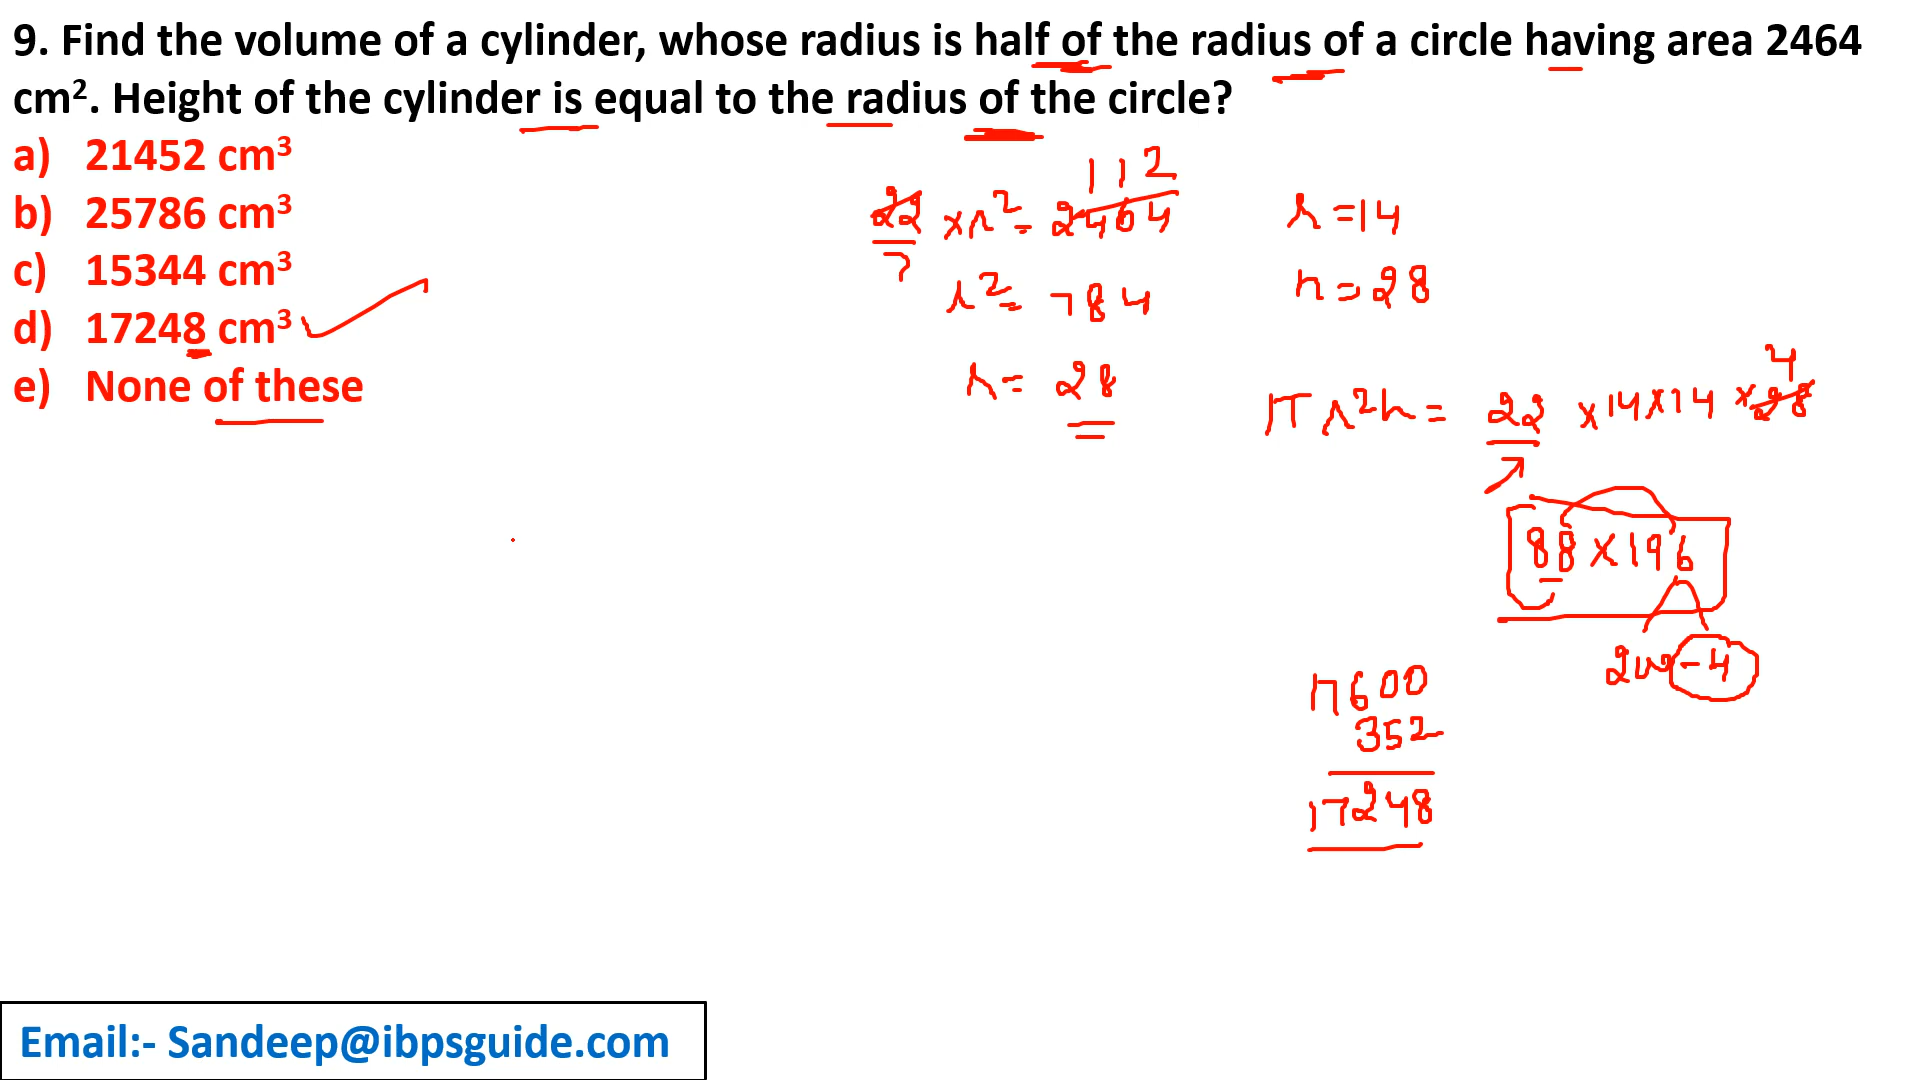 9. Find the volume of a cylinder, whose radius is half of the radius of a circle having area 2464
cm². Height of the cylinder is equal to the radius of the circle?
a) 21452 cm³
b) 25786 cm³
c) 15344 cm³
d) 17248 cm³
e) None of these
112
22 × r² = 2464
7
r² = 784
r = 28
r = 14
h = 28
4
πr²h = 22 × 14 × 14 × 28
7
88 × 196
200 - 4
17600
352
17248
Email:- Sandeep@ibpsguide.com